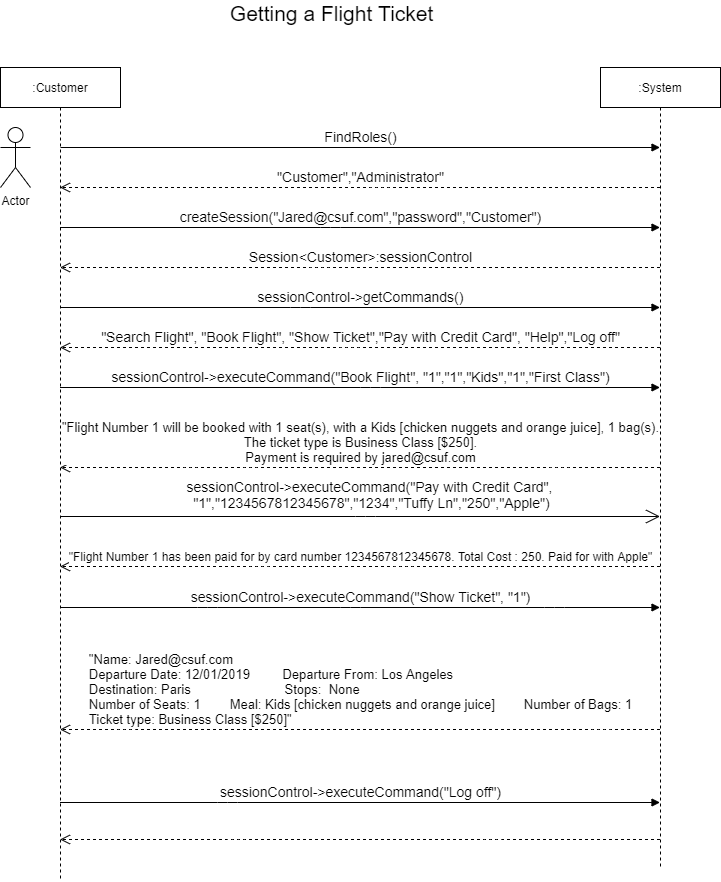 Getting a Flight Ticket
:Customer
:System
Actor
FindRoles()
"Customer","Administrator"
createSession("Jared@csuf.com","password","Customer")
Session<Customer>:sessionControl
sessionControl->getCommands()
"Search Flight", "Book Flight", "Show Ticket","Pay with Credit Card", "Help","Log off"
sessionControl->executeCommand("Book Flight", "1","1","Kids","1","First Class")
"Flight Number 1 will be booked with 1 seat(s), with a Kids [chicken nuggets and orange juice], 1 bag(s).
The ticket type is Business Class [$250].
Payment is required by jared@csuf.com
sessionControl->executeCommand("Pay with Credit Card",
"1","1234567812345678","1234","Tuffy Ln","250","Apple")
"Flight Number 1 has been paid for by card number 1234567812345678. Total Cost : 250. Paid for with Apple"
sessionControl->executeCommand("Show Ticket", "1")
"Name: Jared@csuf.com
Departure Date: 12/01/2019 Departure From: Los Angeles
Destination: Paris Stops: None
Number of Seats: 1 Meal: Kids [chicken nuggets and orange juice] Number of Bags: 1
Ticket type: Business Class [$250]"
sessionControl->executeCommand("Log off")